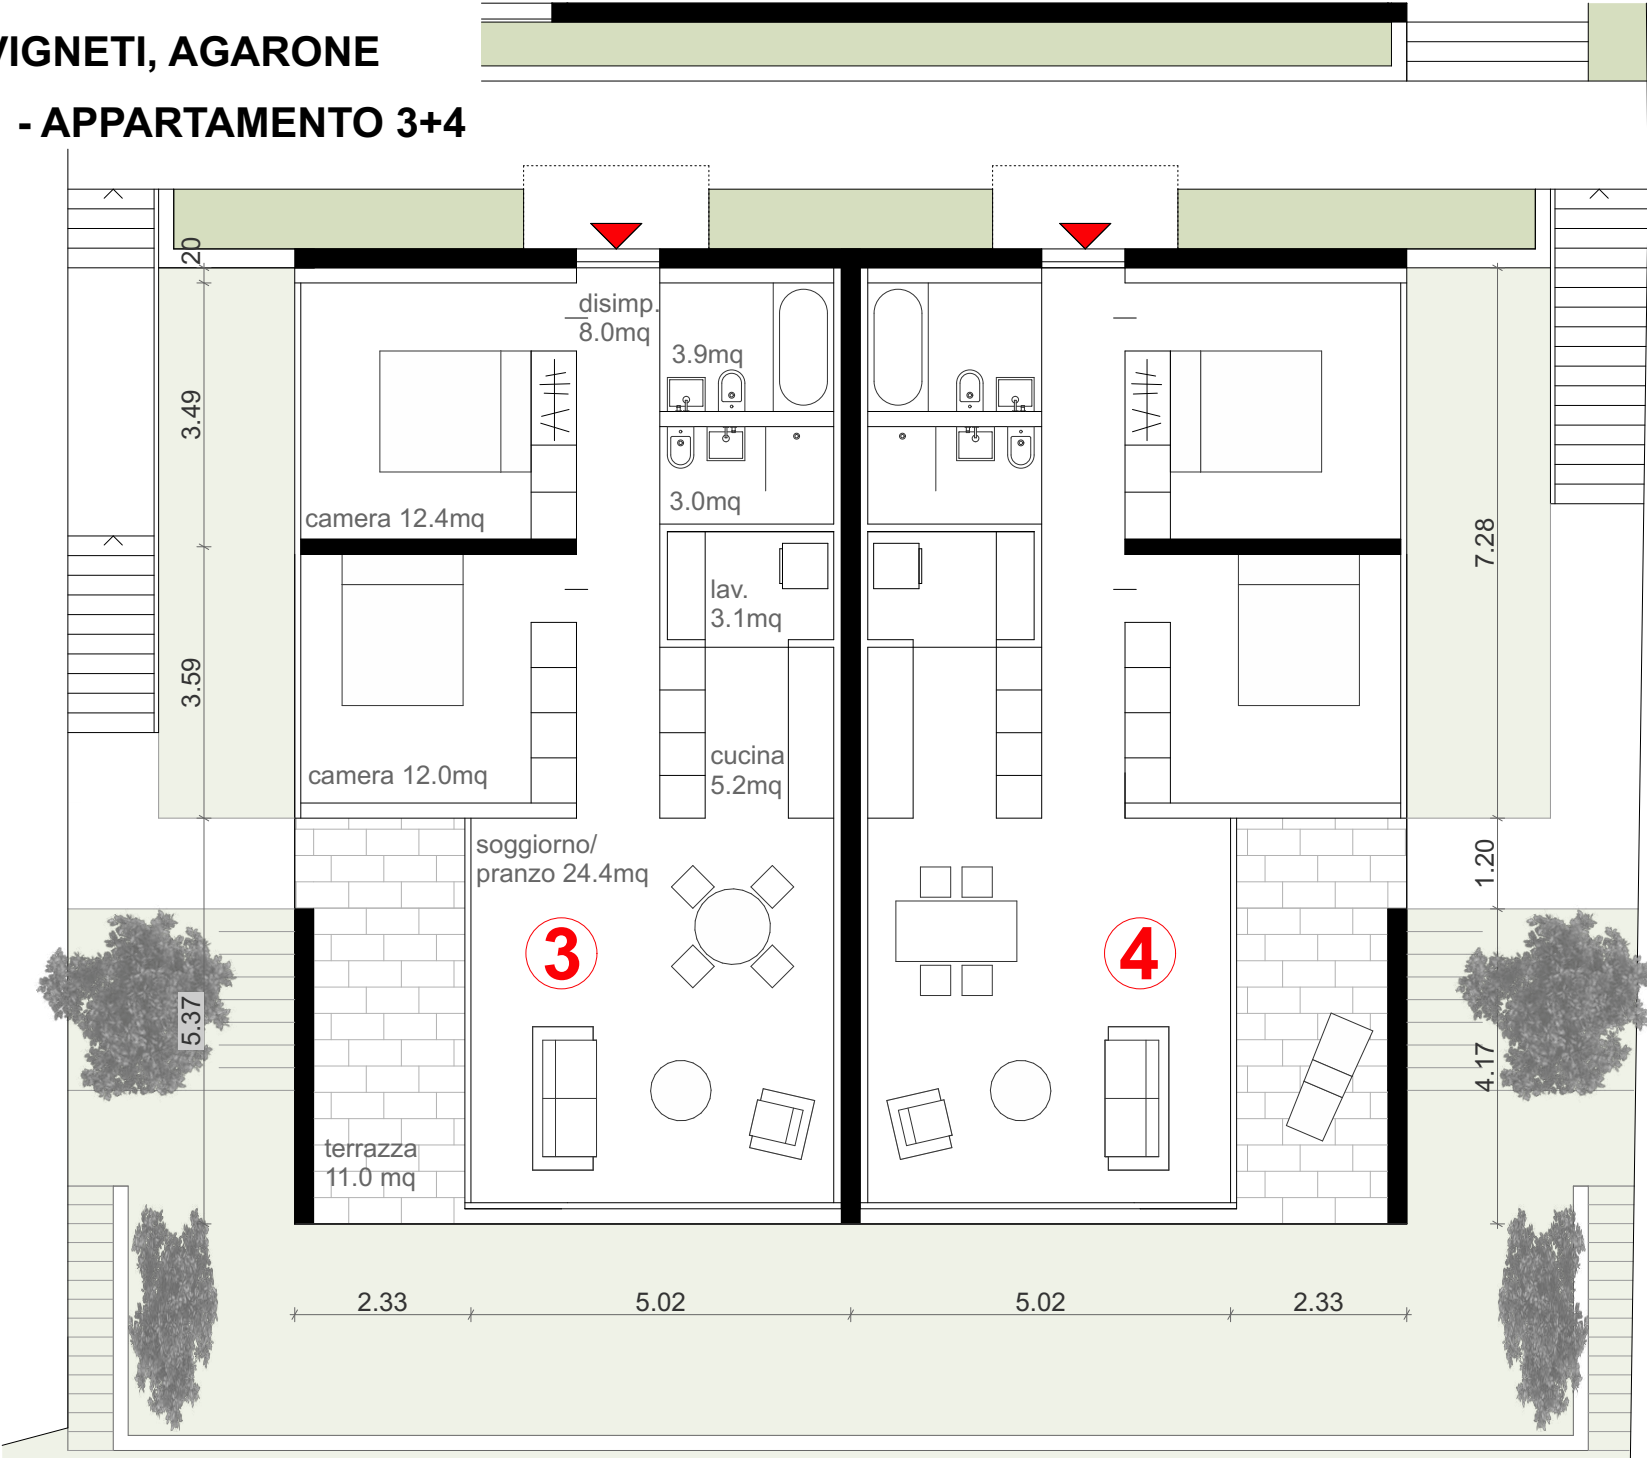 VIGNETI, AGARONE
- APPARTAMENTO 3+4
20
disimp.
8.0mq
3.9mq
3.49
camera 12.4mq
3.0mq
7.28
lav.
3.1mq
3.59
camera 12.0mq
cucina
5.2mq
soggiorno/
pranzo 24.4mq
1.20
3
4
5.37
4.17
terrazza
11.0 mq
2.33
5.02
5.02
2.33